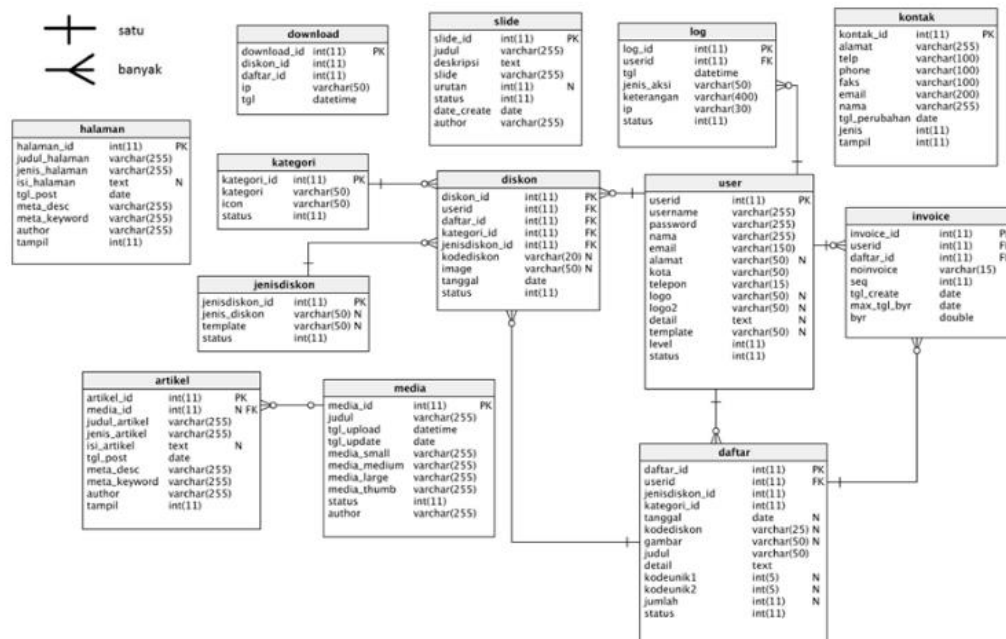 satu
banyak
download
download_id int(11) PK
diskon_id int(11)
daftar_id int(11)
ip varchar(50)
tgl datetime
slide
slide_id int(11) PK
judul varchar(255)
deskripsi text
slide varchar(255)
urutan int(11) N
status int(11)
date_create date
author varchar(255)
log
log_id int(11) PK
userid int(11) FK
tgl datetime
jenis_aksi varchar(50)
keterangan varchar(400)
ip varchar(30)
status int(11)
kontak
kontak_id int(11) PK
alamat varchar(255)
telp varchar(100)
phone varchar(100)
faks varchar(100)
email varchar(200)
nama varchar(255)
tgl_perubahan date
jenis int(11)
tampil int(11)
halaman
halaman_id int(11) PK
judul_halaman varchar(255)
jenis_halaman varchar(255)
isi_halaman text N
tgl_post date
meta_desc varchar(255)
meta_keyword varchar(255)
author varchar(255)
tampil int(11)
kategori
kategori_id int(11) PK
kategori varchar(50)
icon varchar(50)
status int(11)
diskon
diskon_id int(11) PK
userid int(11) FK
daftar_id int(11) FK
kategori_id int(11) FK
jenisdiskon_id int(11) FK
kodediskon varchar(20) N
image varchar(50) N
tanggal date
status int(11)
user
userid int(11) PK
username varchar(255)
password varchar(255)
nama varchar(255)
email varchar(150)
alamat varchar(50) N
kota varchar(50)
telepon varchar(15)
logo varchar(50) N
logo2 varchar(50) N
detail text N
template varchar(50) N
level int(11)
status int(11)
invoice
invoice_id int(11)
userid int(11)
daftar_id int(11)
noinvoice varchar(15)
seq int(11)
tgl_create date
max_tgl_byr date
byr double
jenisdiskon
jenisdiskon_id int(11) PK
jenis_diskon varchar(50) N
template varchar(50) N
status int(11)
artikel
artikel_id int(11) PK
media_id int(11) N FK
judul_artikel varchar(255)
jenis_artikel varchar(255)
isi_artikel text N
tgl_post date
meta_desc varchar(255)
meta_keyword varchar(255)
author varchar(255)
tampil int(11)
media
media_id int(11) PK
judul varchar(255)
tgl_upload datetime
tgl_update date
media_small varchar(255)
media_medium varchar(255)
media_large varchar(255)
media_thumb varchar(255)
status int(11)
author varchar(255)
daftar
daftar_id int(11) PK
userid int(11) FK
jenisdiskon_id int(11)
kategori_id int(11)
tanggal date N
kodediskon varchar(25) N
gambar varchar(50) N
judul varchar(50)
detail text
kodeunik1 int(5) N
kodeunik2 int(5) N
jumlah int(11) N
status int(11)